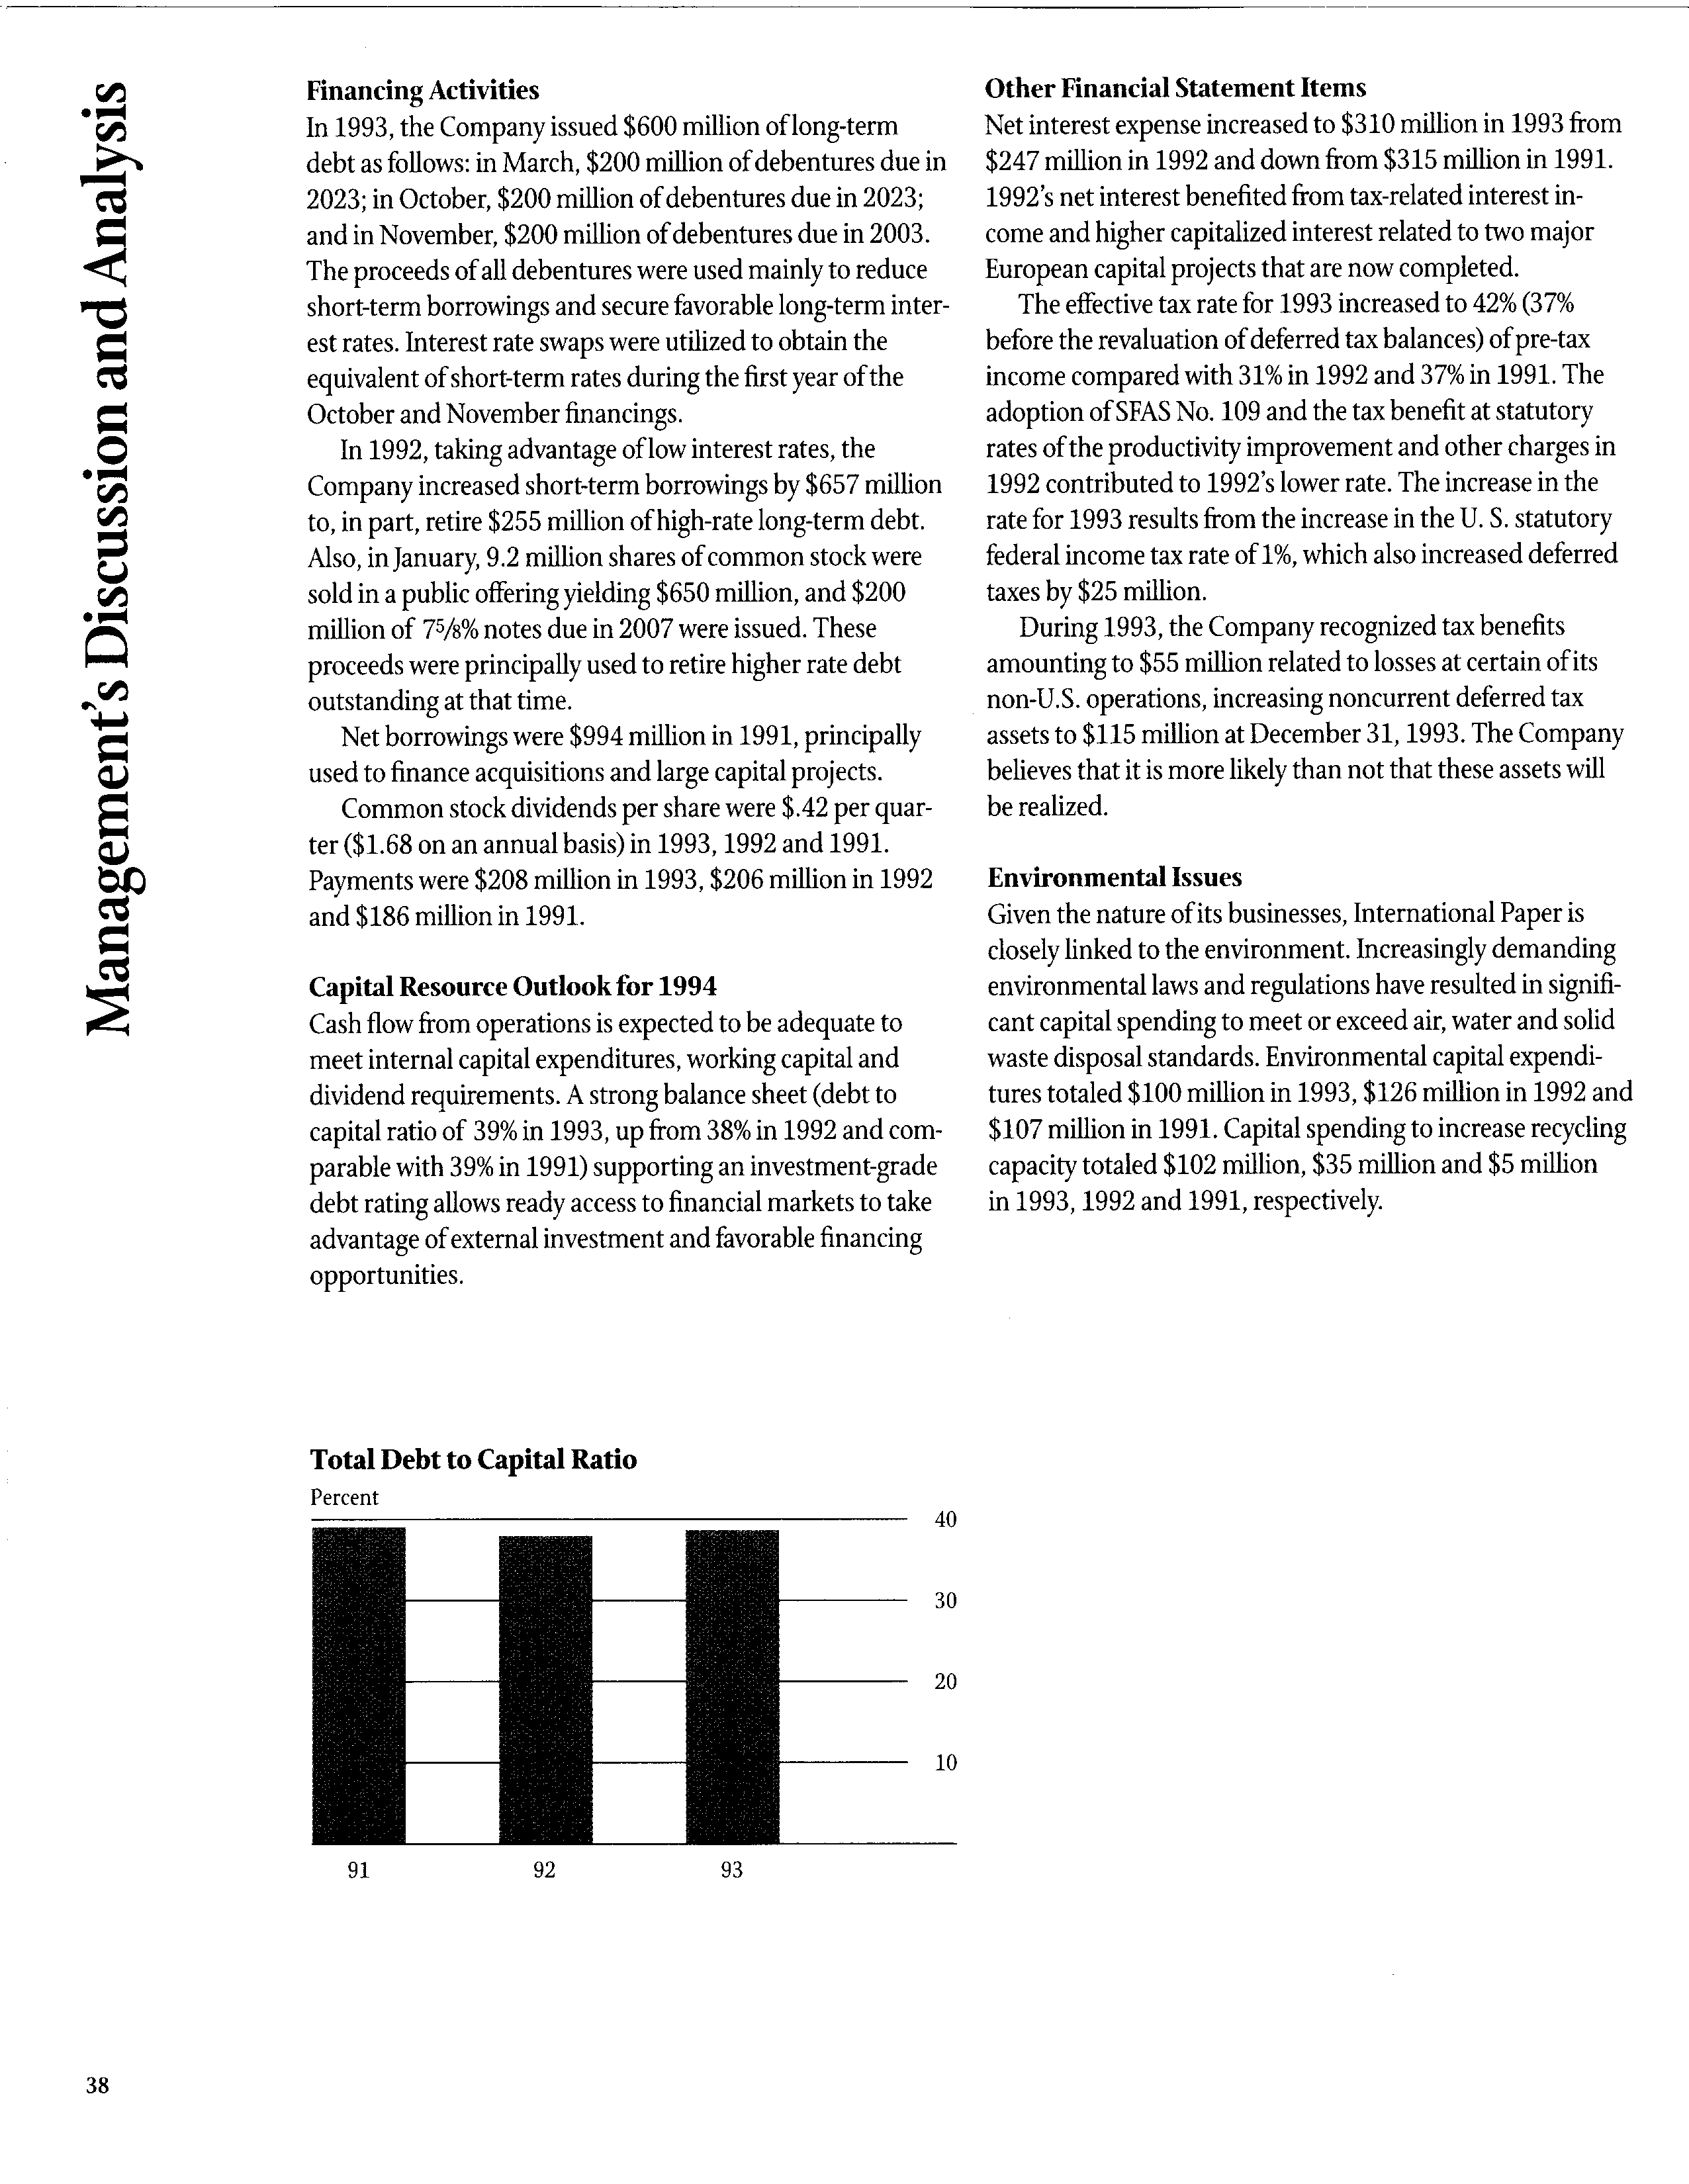 Management's Discussion and Analysis
Financing Activities
In 1993, the Company issued $600 million of long-term
debt as follows: in March, $200 million of debentures due in
2023; in October, $200 million of debentures due in 2023;
and in November, $200 million of debentures due in 2003.
The proceeds of all debentures were used mainly to reduce
short-term borrowings and secure favorable long-term inter-
est rates. Interest rate swaps were utilized to obtain the
equivalent of short-term rates during the first year of the
October and November financings.
In 1992, taking advantage of low interest rates, the
Company increased short-term borrowings by $657 million
to, in part, retire $255 million of high-rate long-term debt.
Also, in January, 9.2 million shares of common stock were
sold in a public offering yielding $650 million, and $200
million of 7⅝% notes due in 2007 were issued. These
proceeds were principally used to retire higher rate debt
outstanding at that time.
Net borrowings were $994 million in 1991, principally
used to finance acquisitions and large capital projects.
Common stock dividends per share were $.42 per quar-
ter ($1.68 on an annual basis) in 1993, 1992 and 1991.
Payments were $208 million in 1993, $206 million in 1992
and $186 million in 1991.
Capital Resource Outlook for 1994
Cash flow from operations is expected to be adequate to
meet internal capital expenditures, working capital and
dividend requirements. A strong balance sheet (debt to
capital ratio of 39% in 1993, up from 38% in 1992 and com-
parable with 39% in 1991) supporting an investment-grade
debt rating allows ready access to financial markets to take
advantage of external investment and favorable financing
opportunities.
Other Financial Statement Items
Net interest expense increased to $310 million in 1993 from
$247 million in 1992 and down from $315 million in 1991.
1992's net interest benefited from tax-related interest in-
come and higher capitalized interest related to two major
European capital projects that are now completed.
The effective tax rate for 1993 increased to 42% (37%
before the revaluation of deferred tax balances) of pre-tax
income compared with 31% in 1992 and 37% in 1991. The
adoption of SFAS No. 109 and the tax benefit at statutory
rates of the productivity improvement and other charges in
1992 contributed to 1992's lower rate. The increase in the
rate for 1993 results from the increase in the U. S. statutory
federal income tax rate of 1%, which also increased deferred
taxes by $25 million.
During 1993, the Company recognized tax benefits
amounting to $55 million related to losses at certain of its
non-U.S. operations, increasing noncurrent deferred tax
assets to $115 million at December 31, 1993. The Company
believes that it is more likely than not that these assets will
be realized.
Environmental Issues
Given the nature of its businesses, International Paper is
closely linked to the environment. Increasingly demanding
environmental laws and regulations have resulted in signifi-
cant capital spending to meet or exceed air, water and solid
waste disposal standards. Environmental capital expendi-
tures totaled $100 million in 1993, $126 million in 1992 and
$107 million in 1991. Capital spending to increase recycling
capacity totaled $102 million, $35 million and $5 million
in 1993, 1992 and 1991, respectively.
Total Debt to Capital Ratio
Percent
40
30
20
10
91 92 93
38